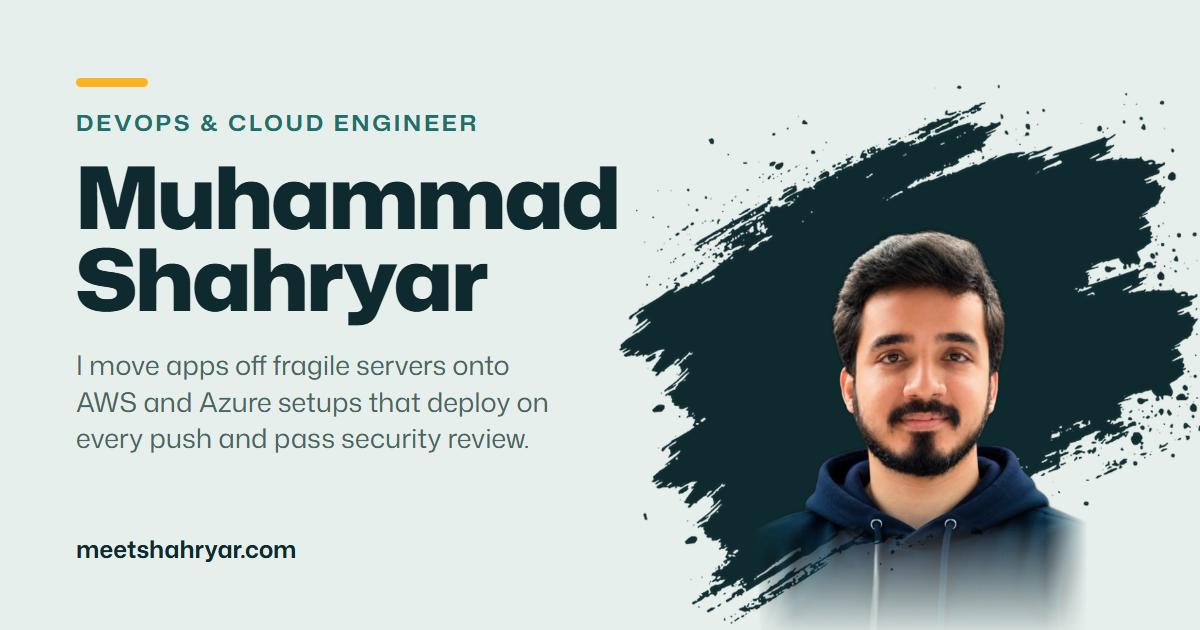 DEVOPS & CLOUD ENGINEER
Muhammad
Shahryar
I move apps off fragile servers onto
AWS and Azure setups that deploy on
every push and pass security review.
meetshahryar.com